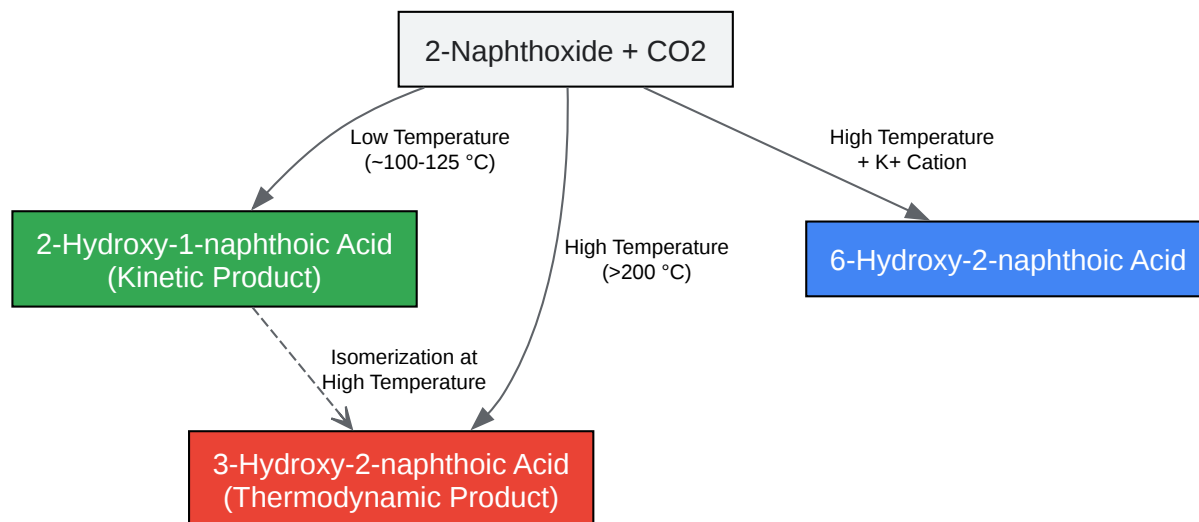 2-Naphthoxide + CO2
Low Temperature
(~100-125 °C)
High Temperature
+ K+ Cation
2-Hydroxy-1-naphthoic Acid
(Kinetic Product)
High Temperature
(>200 °C)
6-Hydroxy-2-naphthoic Acid
Isomerization at
High Temperature
3-Hydroxy-2-naphthoic Acid
(Thermodynamic Product)